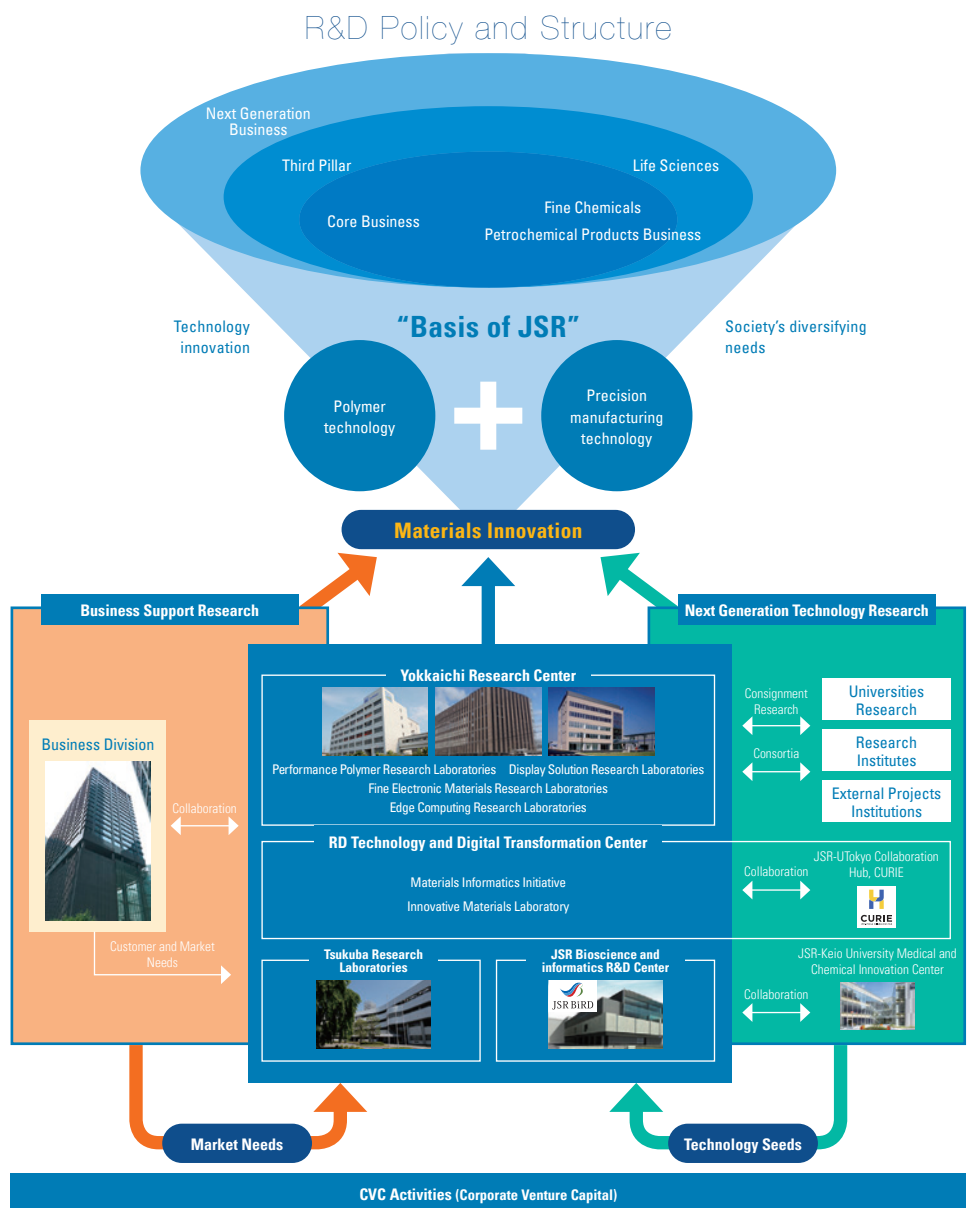 R&D Policy and Structure
Next Generation
Business
Third Pillar
Life Sciences
Core Business
Fine Chemicals
Petrochemical Products Business
Technology
innovation
“Basis of JSR”
Society's diversifying
needs
Polymer
technology
Precision
manufacturing
technology
Materials Innovation
Business Support Research
Next Generation Technology Research
Business Division
Collaboration
Customer and Market
Needs
Yokkaichi Research Center
Performance Polymer Research Laboratories
Display Solution Research Laboratories
Fine Electronic Materials Research Laboratories
Edge Computing Research Laboratories
RD Technology and Digital Transformation Center
Materials Informatics Initiative
Innovative Materials Laboratory
Tsukuba Research
Laboratories
JSR Bioscience and
informatics R&D Center
JSR BiRD
Consignment
Research
Universities
Research
Consortia
Research
Institutes
External Projects
Institutions
JSR-UTokyo Collaboration
Hub, CURIE
Collaboration
CURIE
JSR-Keio University Medical and
Chemical Innovation Center
Collaboration
Market Needs
Technology Seeds
CVC Activities (Corporate Venture Capital)